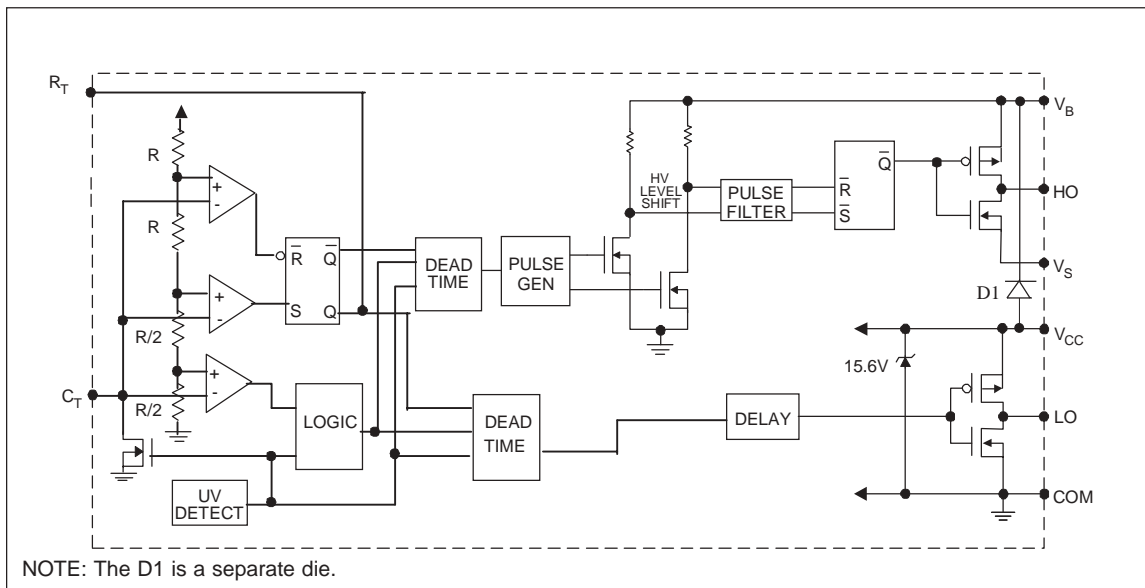 R_T
V_B
R
+
-
HV
LEVEL
SHIFT
PULSE
FILTER
R̅
S̅
Q̅
HO
R
R̅
S
Q̅
Q
DEAD
TIME
PULSE
GEN
V_S
D1
+
-
R/2
15.6V
V_CC
+
-
C_T
R/2
LOGIC
DEAD
TIME
DELAY
LO
UV
DETECT
COM
NOTE: The D1 is a separate die.